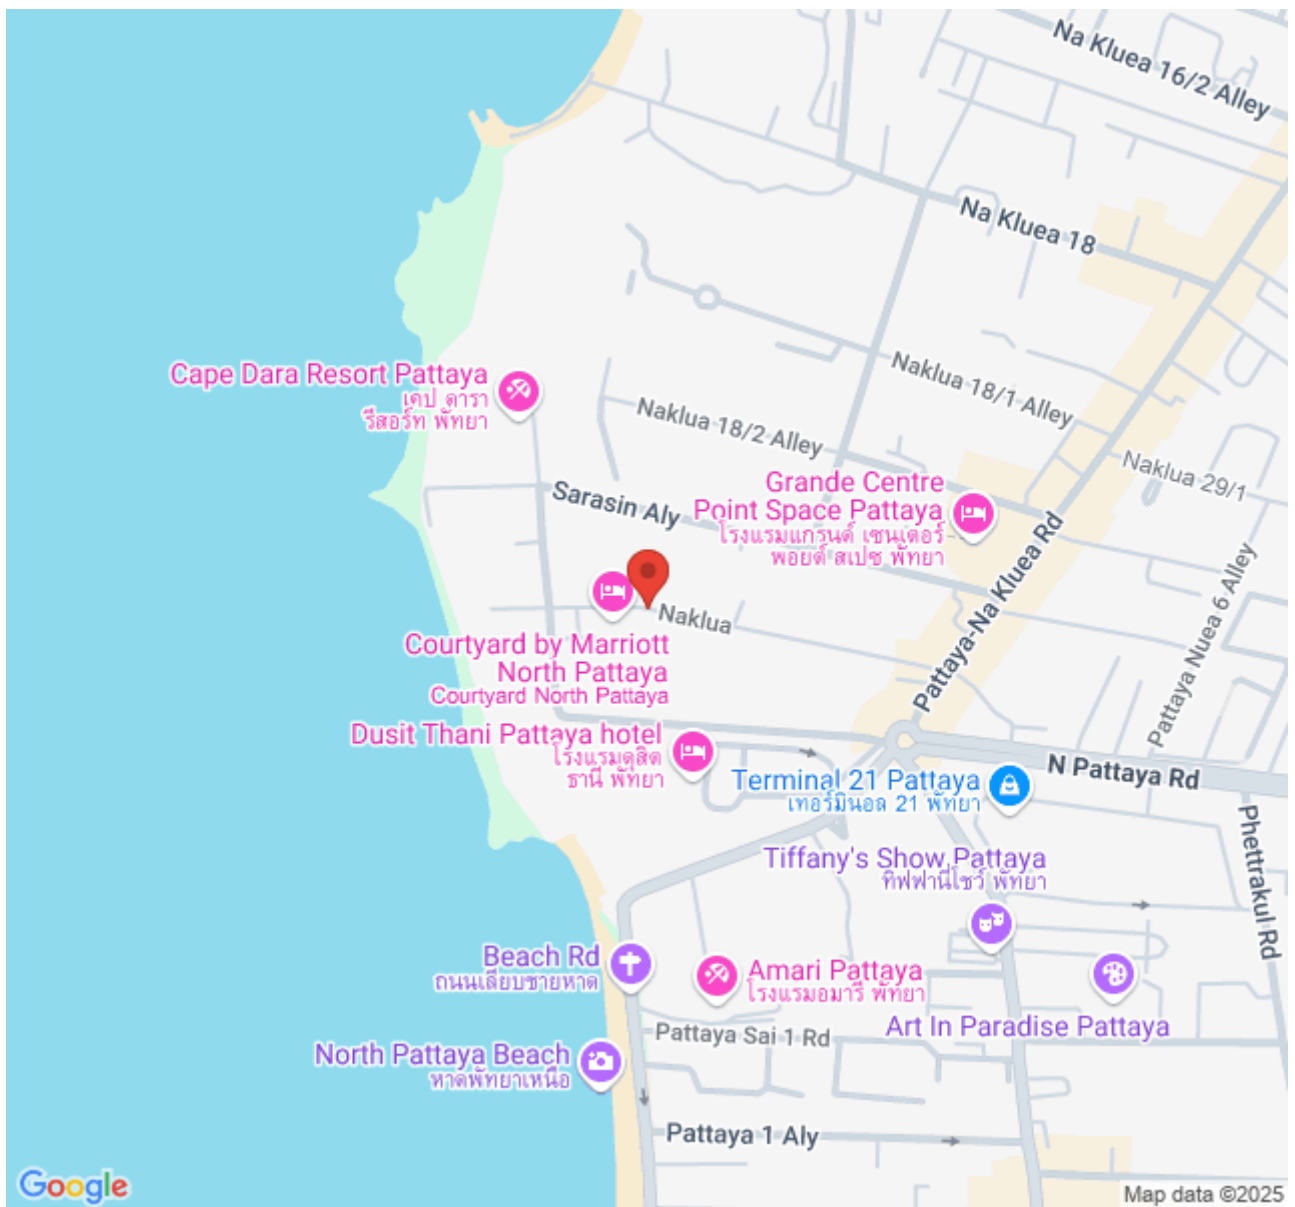 Na Kluea 16/2 Alley
Na Kluea 18
Naklua 18/1 Alley
Cape Dara Resort Pattaya
เคป ดารา
รีสอร์ท พัทยา
Naklua 18/2 Alley
Naklua 29/1
Grande Centre
Point Space Pattaya
โรงแรมแกรนด์ เซนเตอร์
พอยต์ สเปซ พัทยา
Sarasin Aly
Pattaya-Na Kluea Rd
Pattaya Nuea 6 Alley
Naklua
Courtyard by Marriott
North Pattaya
Courtyard North Pattaya
Dusit Thani Pattaya hotel
โรงแรมดุสิต
ธานี พัทยา
N Pattaya Rd
Terminal 21 Pattaya
เทอร์มินอล 21 พัทยา
Phettrakul Rd
Tiffany's Show Pattaya
ทิฟฟานี่โชว์ พัทยา
Beach Rd
ถนนเลียบชายหาด
Amari Pattaya
โรงแรมอมารี พัทยา
Art In Paradise Pattaya
Pattaya Sai 1 Rd
North Pattaya Beach
หาดพัทยาเหนือ
Pattaya 1 Aly
Google
Map data ©2025